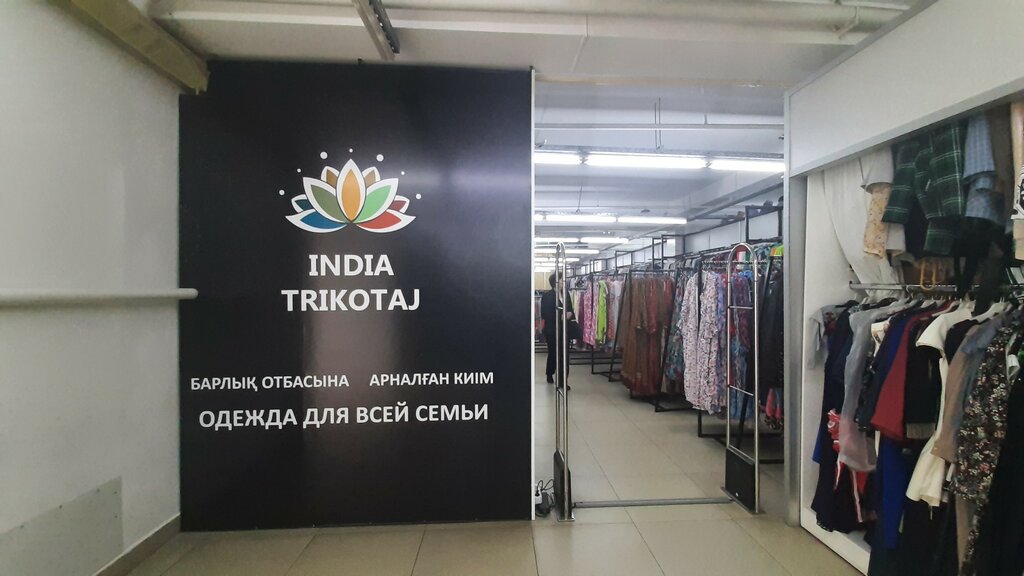 INDIA
TRIKOTAJ
БАРЛЫҚ ОТБАСЫНА АРНАЛҒАН КИІМ
ОДЕЖДА ДЛЯ ВСЕЙ СЕМЬИ